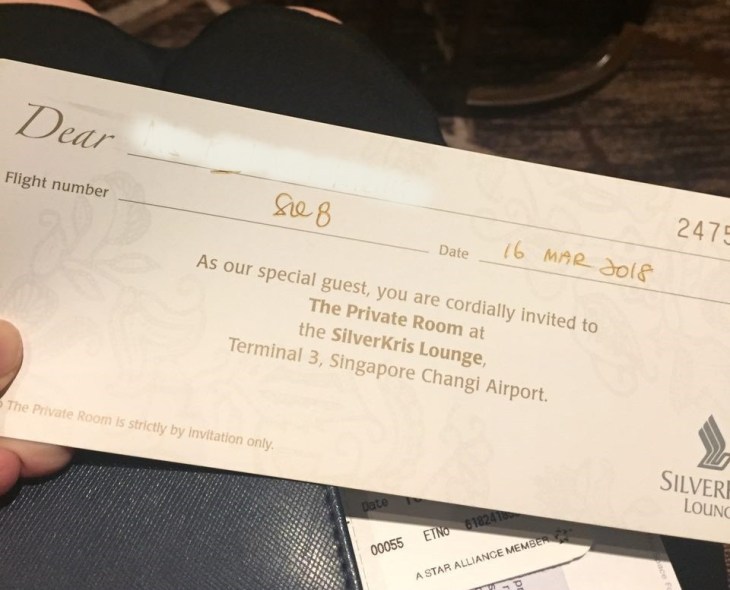 Dear
Flight number 8
Date 16 MAR 2018
2475
As our special guest, you are cordially invited to
The Private Room at
the SilverKris Lounge,
Terminal 3, Singapore Changi Airport.
The Private Room is strictly by invitation only.
SILVER
LOUNG
Date
00055 ETNo
A STAR ALLIANCE MEMBER